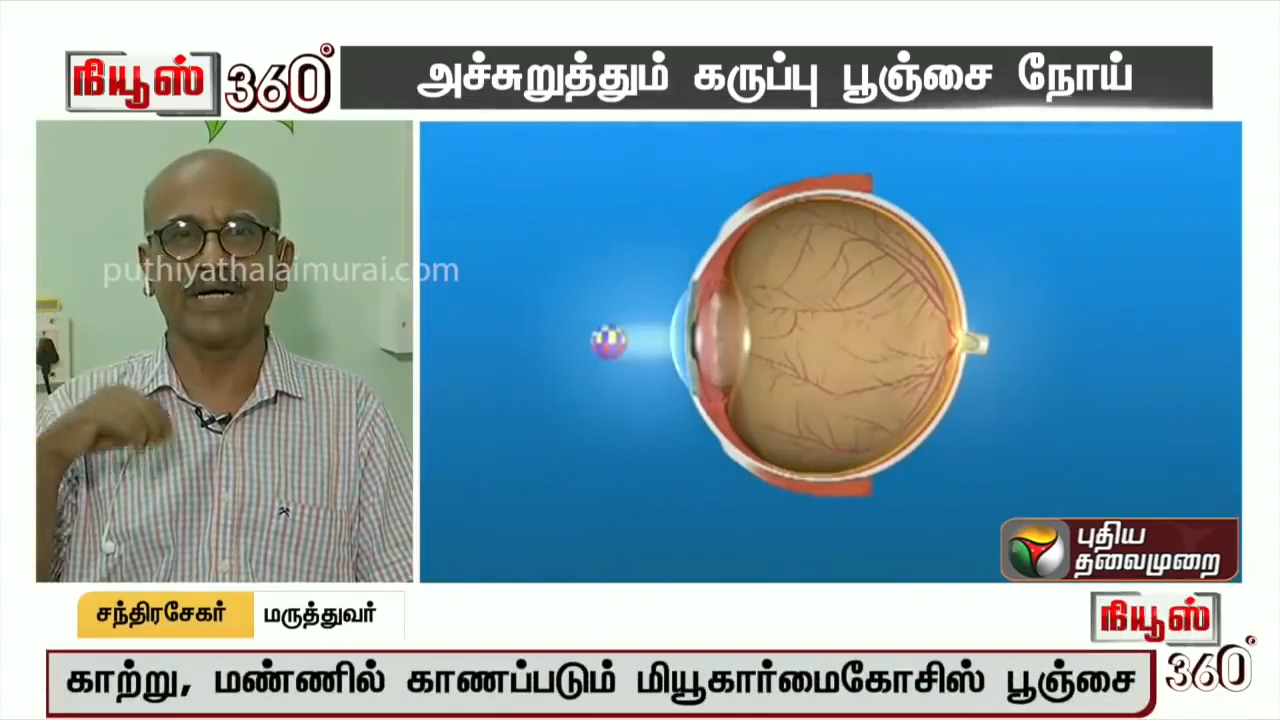 நியூஸ் 360°
அச்சுறுத்தும் கருப்பு பூஞ்சை நோய்
puthiyathalaimurai.com
புதிய
தலைமுறை
சந்திரசேகர் மருத்துவர்
நியூஸ்
360°
காற்று, மண்ணில் காணப்படும் மியூகார்மைகோசிஸ் பூஞ்சை